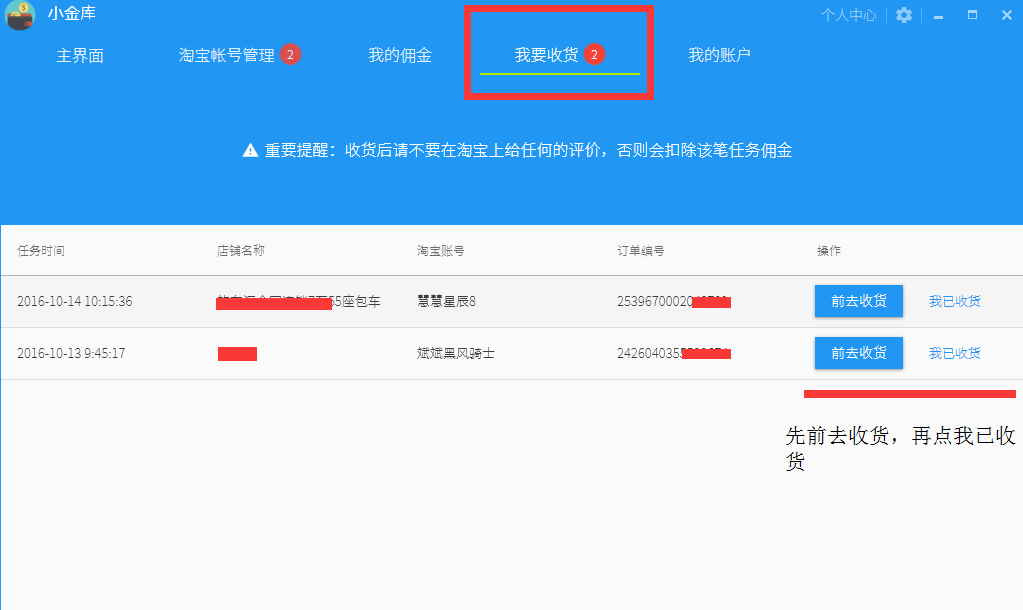 小金库
个人中心
主界面
淘宝帐号管理 2
我的佣金
我要收货 2
我的账户
重要提醒：收货后请不要在淘宝上给任何的评价，否则会扣除该笔任务佣金
任务时间 店铺名称 淘宝账号 订单编号 操作
2016-10-14 10:15:36 55座包车 慧慧星辰8 2539670002 前去收货 我已收货
2016-10-13 9:45:17 斌斌黑风骑士 242604035 前去收货 我已收货
先前去收货，再点我已收
货